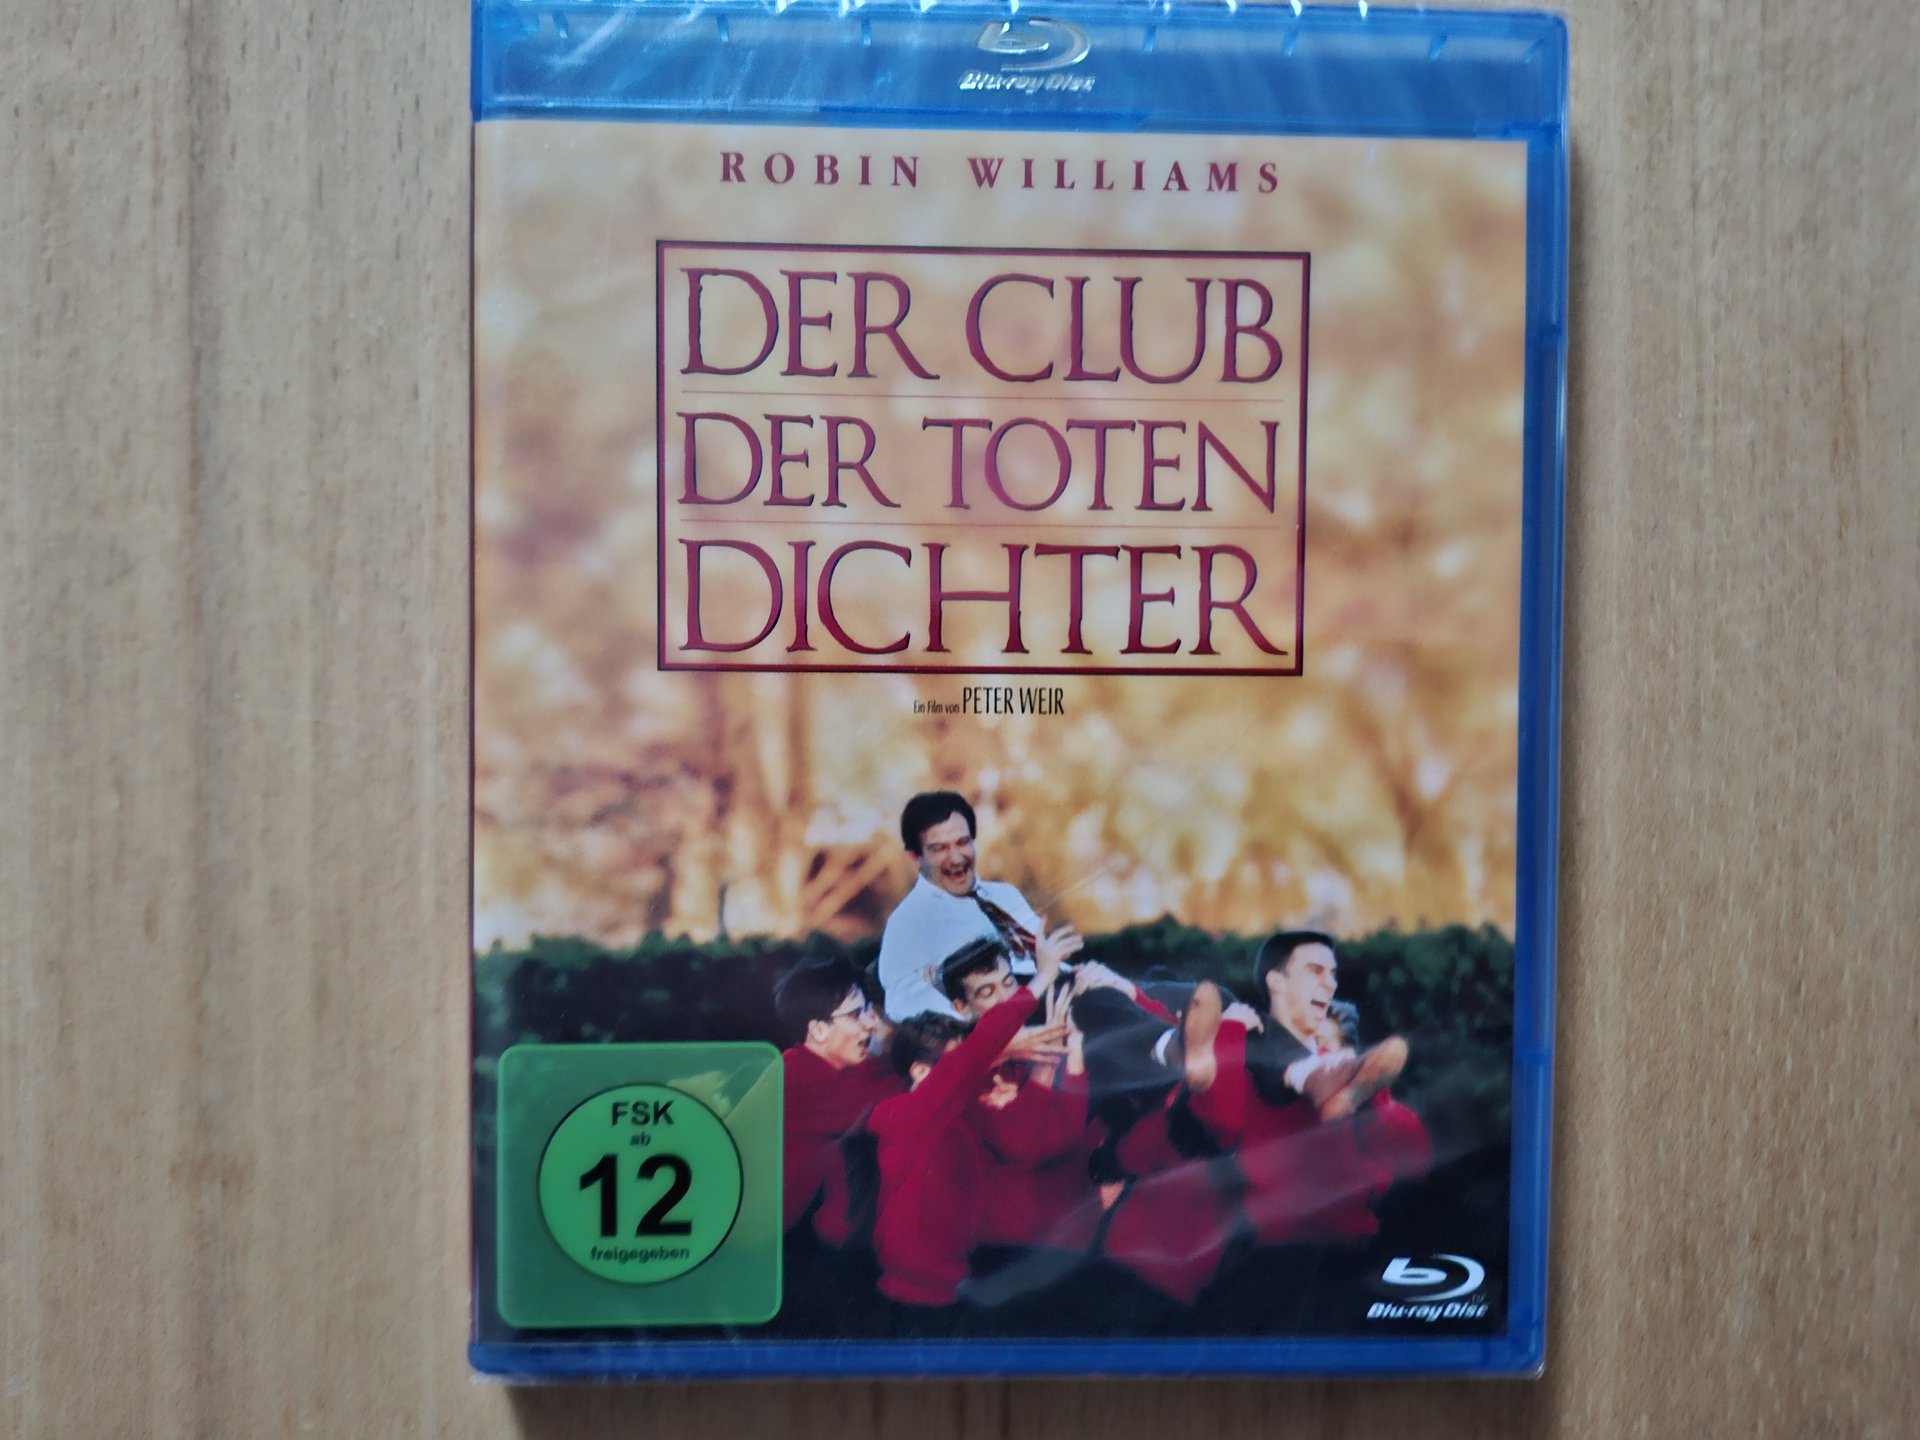 Blu-ray Disc
ROBIN WILLIAMS
DER CLUB
DER TOTEN
DICHTER
Ein Film von PETER WEIR
FSK
ab
12
freigegeben
Blu-ray Disc